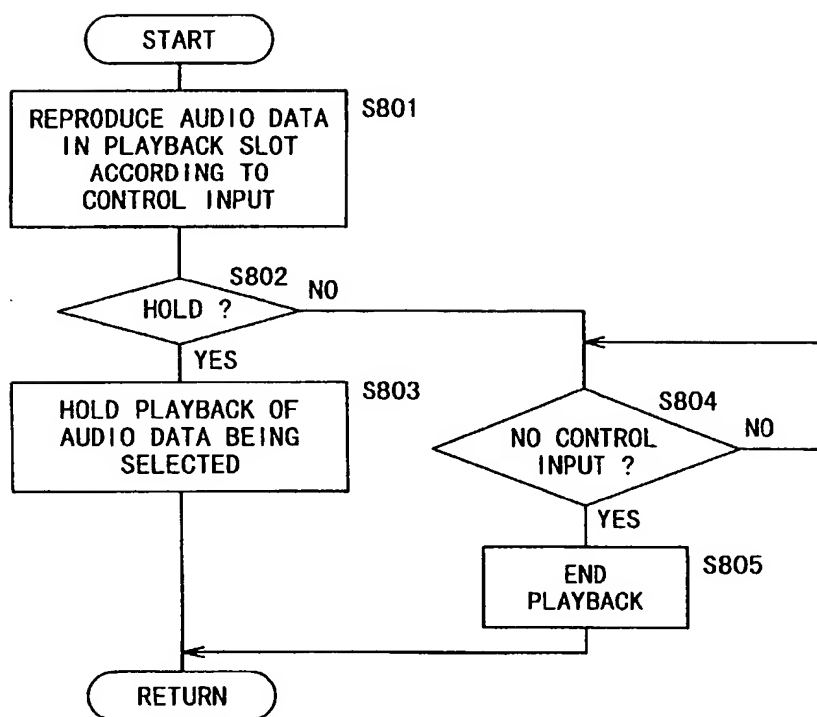 START
REPRODUCE AUDIO DATA
IN PLAYBACK SLOT
ACCORDING TO
CONTROL INPUT
S801
S802
HOLD ?
NO
YES
HOLD PLAYBACK OF
AUDIO DATA BEING
SELECTED
S803
S804
NO CONTROL
INPUT ?
NO
YES
END
PLAYBACK
S805
RETURN